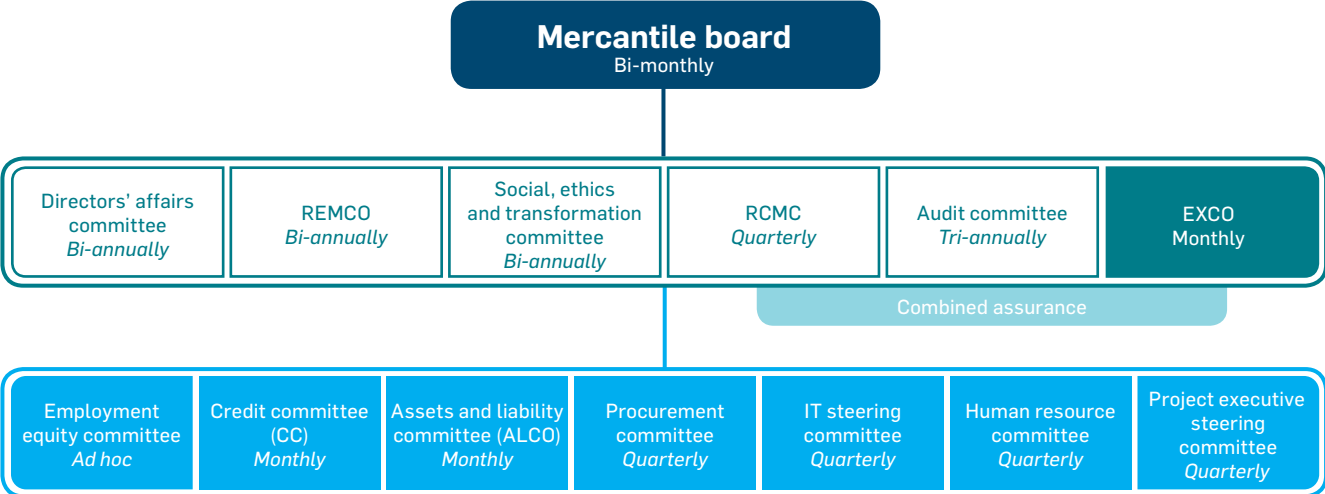 Mercantile board
Bi-monthly
Directors’ affairs
committee
Bi-annually
REMCO
Bi-annually
Social, ethics
and transformation
committee
Bi-annually
RCMC
Quarterly
Audit committee
Tri-annually
EXCO
Monthly
Combined assurance
Employment
equity committee
Ad hoc
Credit committee
(CC)
Monthly
Assets and liability
committee (ALCO)
Monthly
Procurement
committee
Quarterly
IT steering
committee
Quarterly
Human resource
committee
Quarterly
Project executive
steering
committee
Quarterly